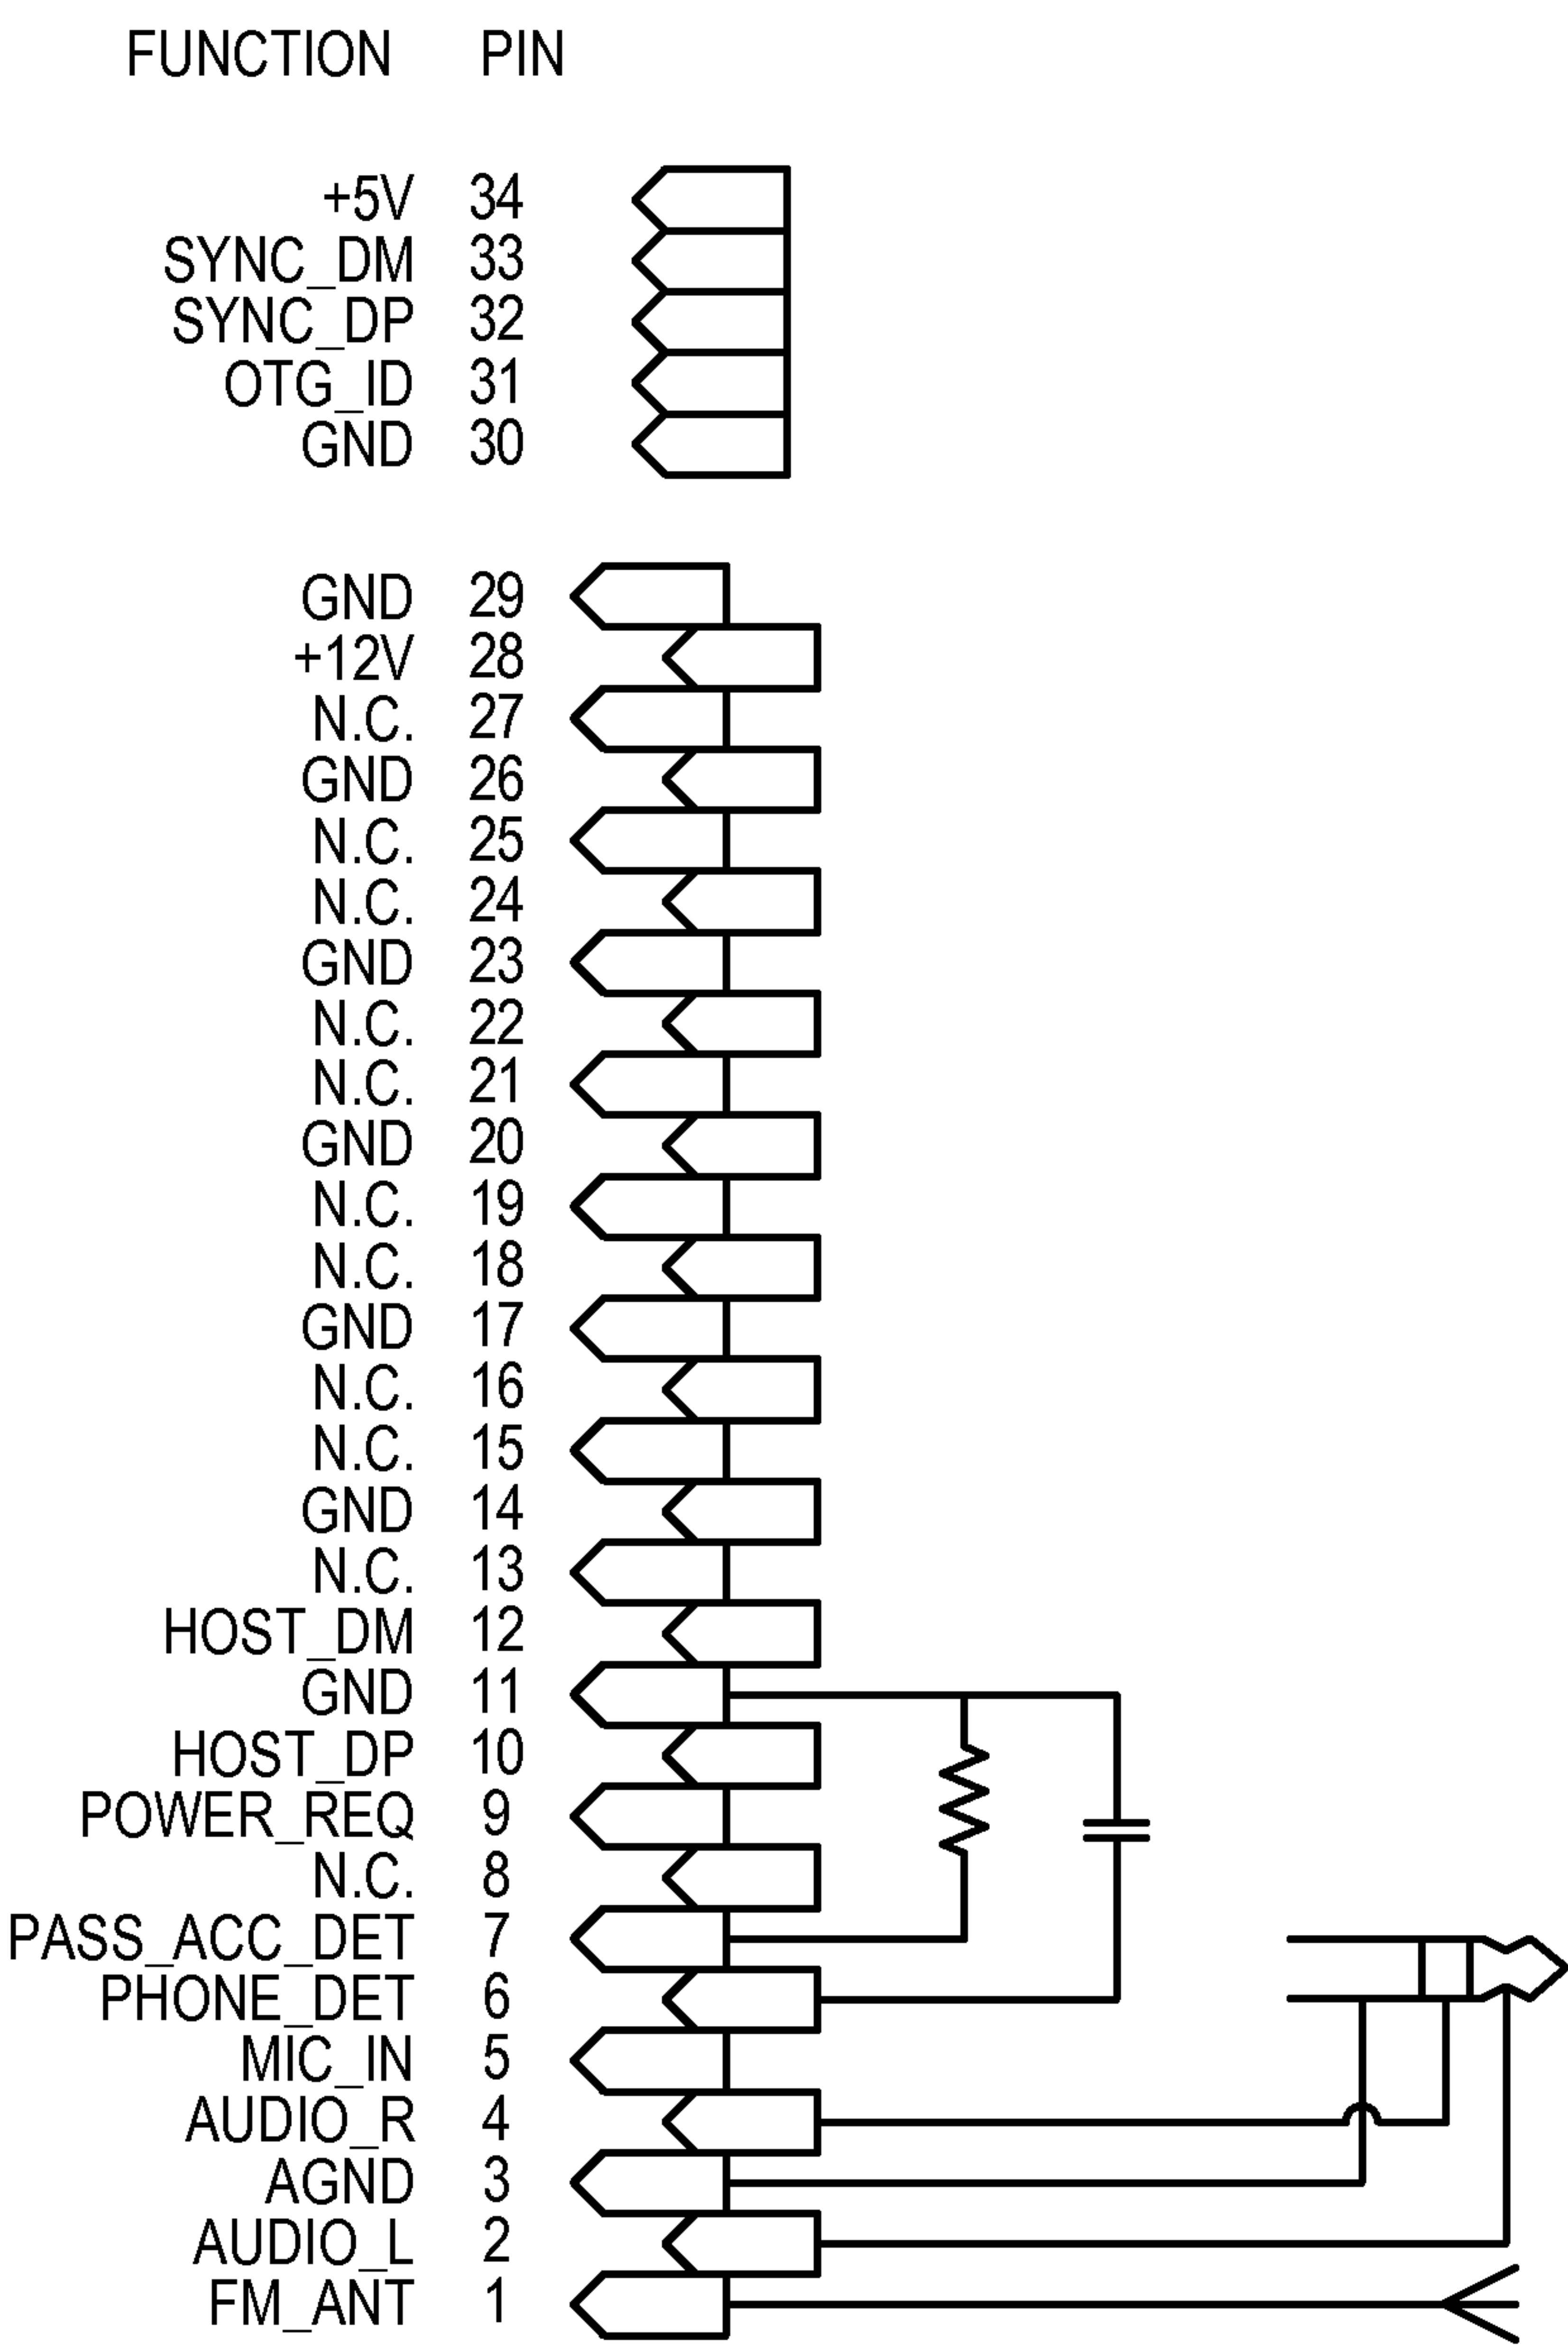 FUNCTION PIN
+5V 34
SYNC_DM 33
SYNC_DP 32
OTG_ID 31
GND 30
GND 29
+12V 28
N.C. 27
GND 26
N.C. 25
N.C. 24
GND 23
N.C. 22
N.C. 21
GND 20
N.C. 19
N.C. 18
GND 17
N.C. 16
N.C. 15
GND 14
N.C. 13
HOST_DM 12
GND 11
HOST_DP 10
POWER_REQ 9
N.C. 8
PASS_ACC_DET 7
PHONE_DET 6
MIC_IN 5
AUDIO_R 4
AGND 3
AUDIO_L 2
FM_ANT 1